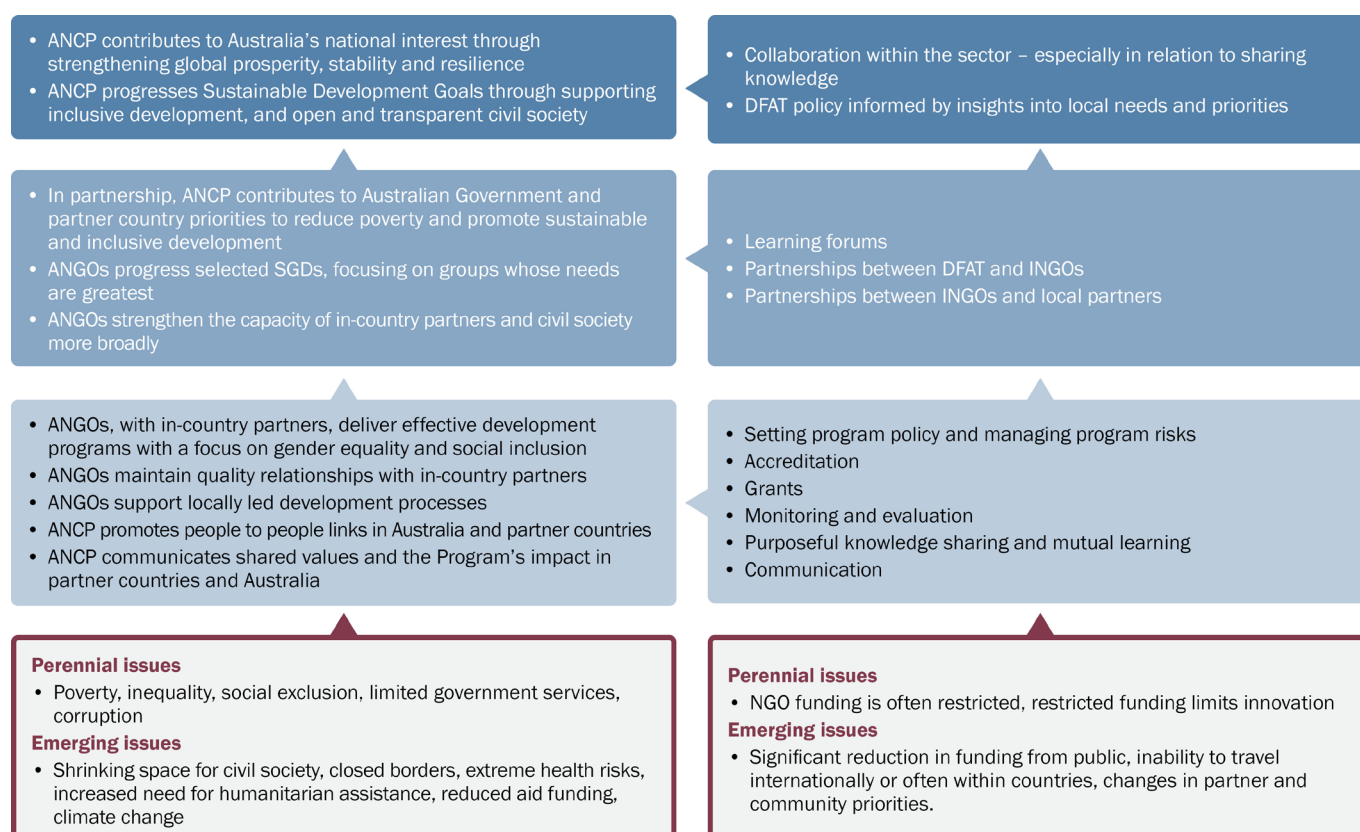 • ANCP contributes to Australia's national interest through
strengthening global prosperity, stability and resilience
• ANCP progresses Sustainable Development Goals through supporting
inclusive development, and open and transparent civil society
• Collaboration within the sector – especially in relation to sharing
knowledge
• DFAT policy informed by insights into local needs and priorities
• In partnership, ANCP contributes to Australian Government and
partner country priorities to reduce poverty and promote sustainable
and inclusive development
• ANGOs progress selected SGDs, focusing on groups whose needs
are greatest
• ANGOs strengthen the capacity of in-country partners and civil society
more broadly
• Learning forums
• Partnerships between DFAT and INGOs
• Partnerships between INGOs and local partners
• ANGOs, with in-country partners, deliver effective development
programs with a focus on gender equality and social inclusion
• ANGOs maintain quality relationships with in-country partners
• ANGOs support locally led development processes
• ANCP promotes people to people links in Australia and partner countries
• ANCP communicates shared values and the Program's impact in
partner countries and Australia
• Setting program policy and managing program risks
• Accreditation
• Grants
• Monitoring and evaluation
• Purposeful knowledge sharing and mutual learning
• Communication
Perennial issues
• Poverty, inequality, social exclusion, limited government services,
corruption
Emerging issues
• Shrinking space for civil society, closed borders, extreme health risks,
increased need for humanitarian assistance, reduced aid funding,
climate change
Perennial issues
• NGO funding is often restricted, restricted funding limits innovation
Emerging issues
• Significant reduction in funding from public, inability to travel
internationally or often within countries, changes in partner and
community priorities.